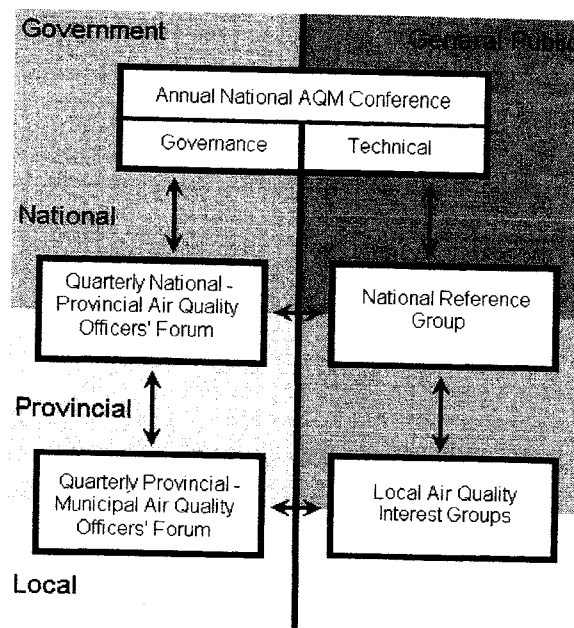 Government
General Public
Annual National AQM Conference
Governance
Technical
National
Quarterly National -
Provincial Air Quality
Officers' Forum
National Reference
Group
Provincial
Quarterly Provincial -
Municipal Air Quality
Officers' Forum
Local Air Quality
Interest Groups
Local